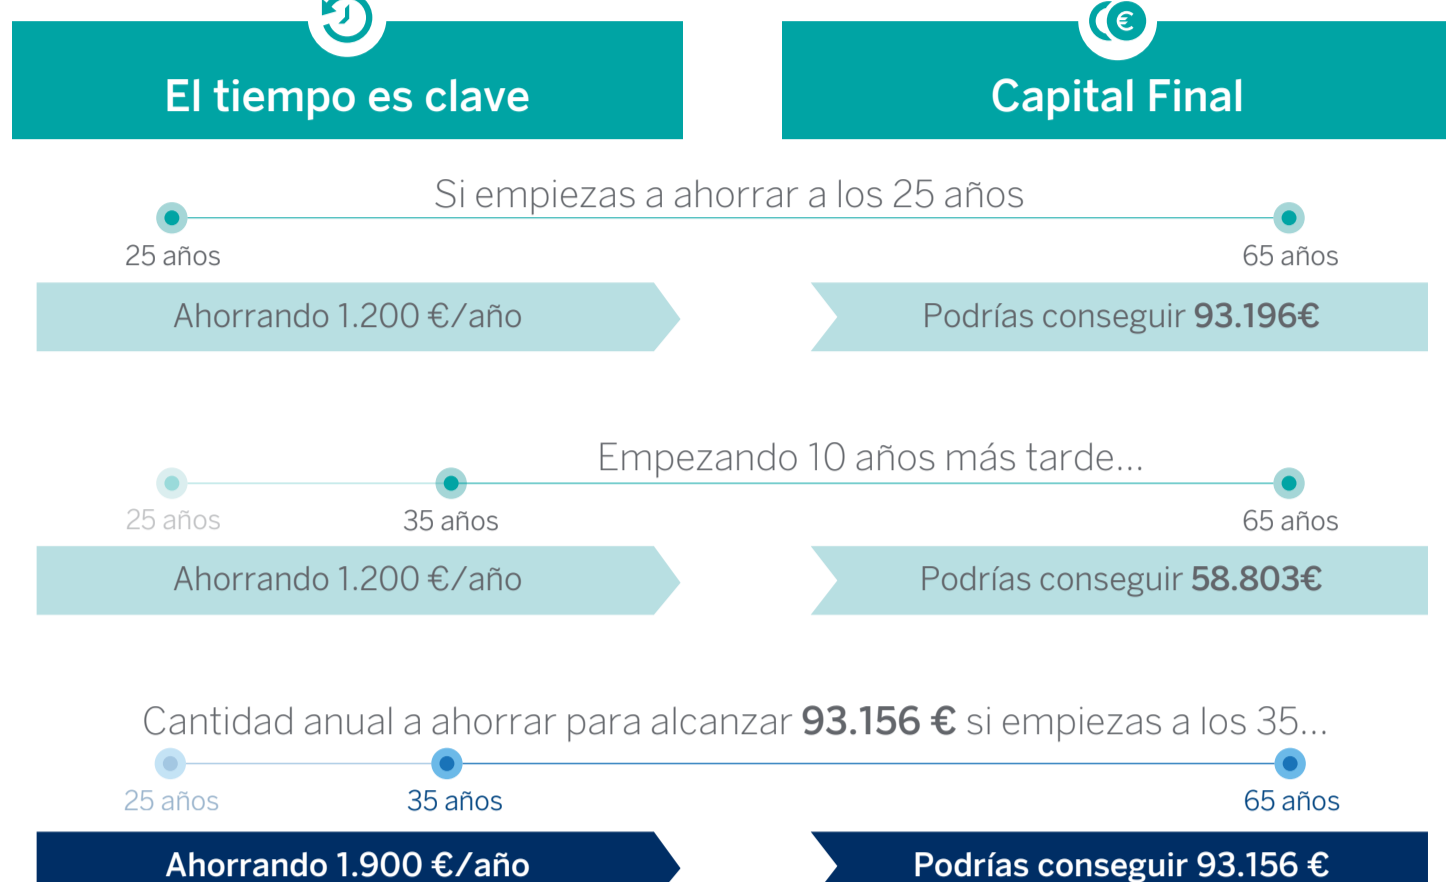 El tiempo es clave
Capital Final
€
Si empiezas a ahorrar a los 25 años
25 años
65 años
Ahorrando 1.200 €/año
Podrías conseguir 93.196€
Empezando 10 años más tarde...
25 años
35 años
65 años
Ahorrando 1.200 €/año
Podrías conseguir 58.803€
Cantidad anual a ahorrar para alcanzar 93.156 € si empiezas a los 35...
25 años
35 años
65 años
Ahorrando 1.900 €/año
Podrías conseguir 93.156 €